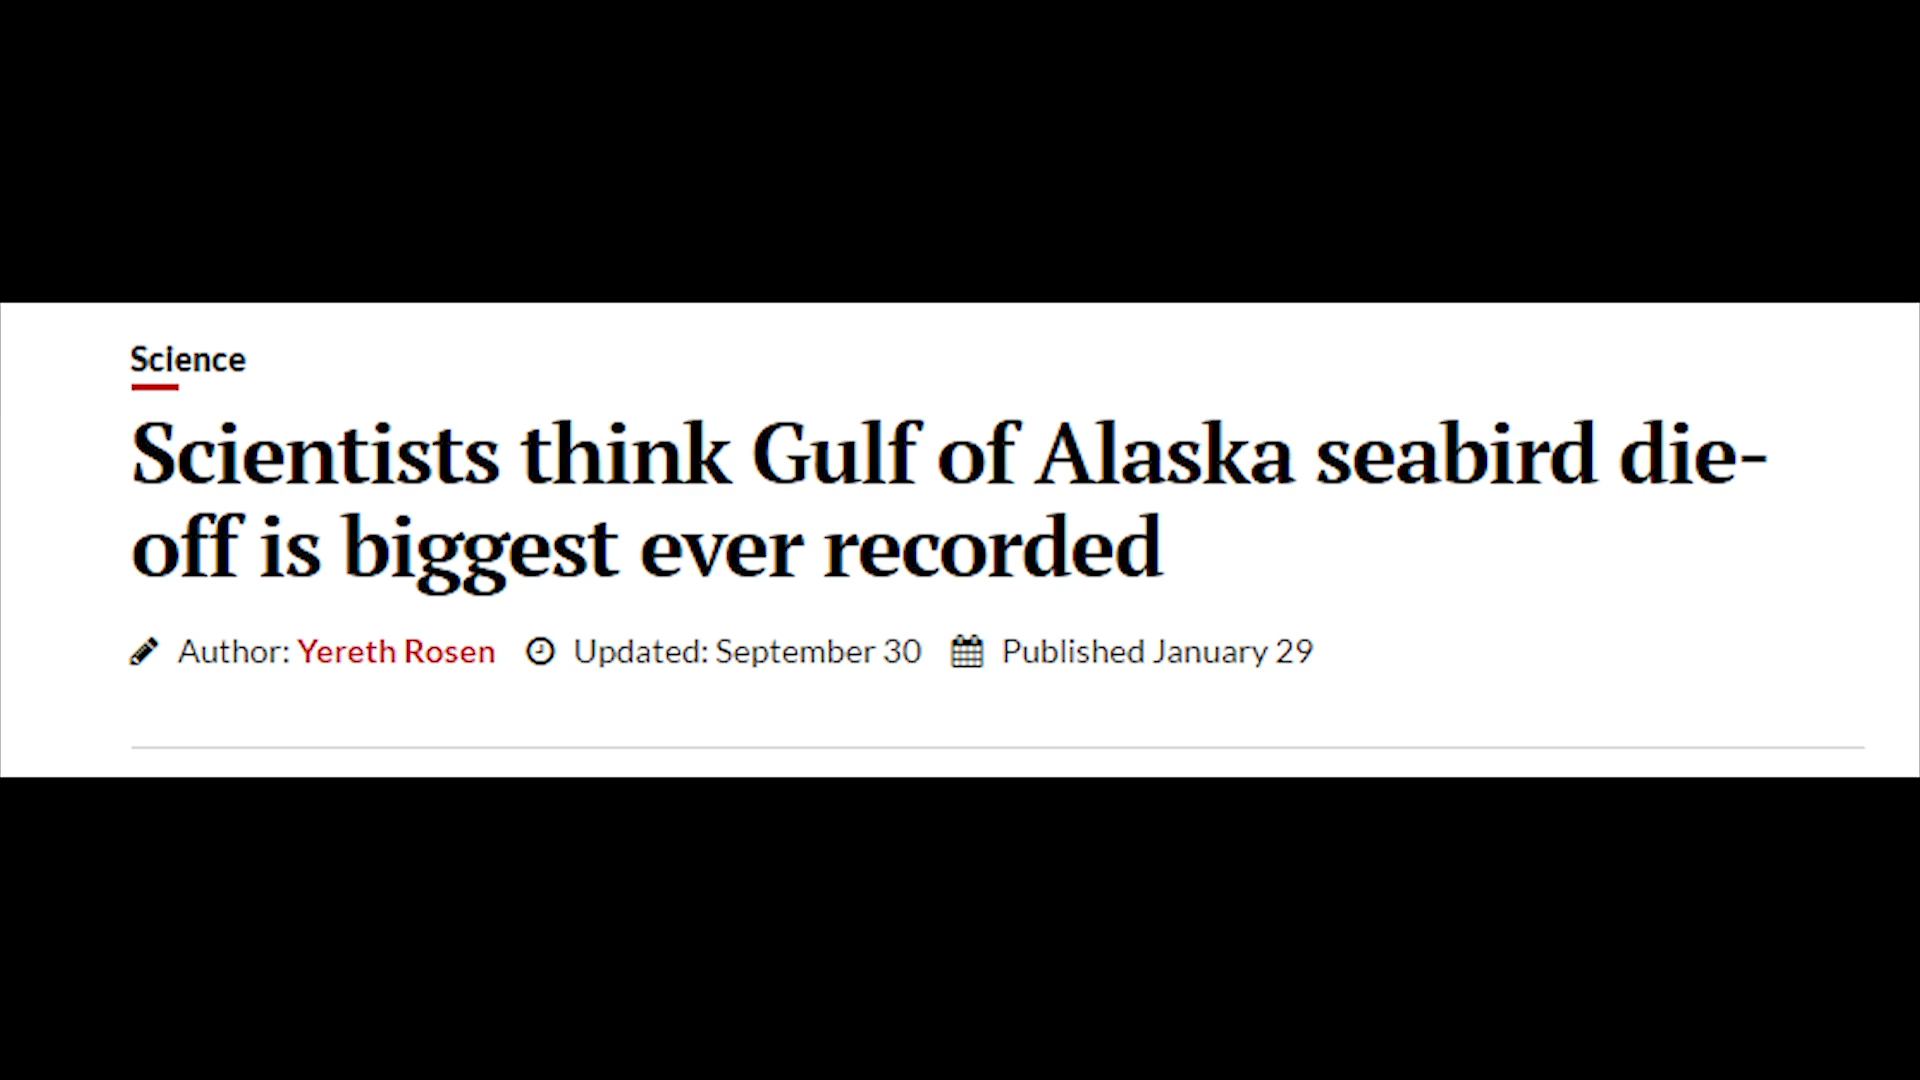 Science
Scientists think Gulf of Alaska seabird die-
off is biggest ever recorded
Author: Yereth Rosen Updated: September 30 Published January 29